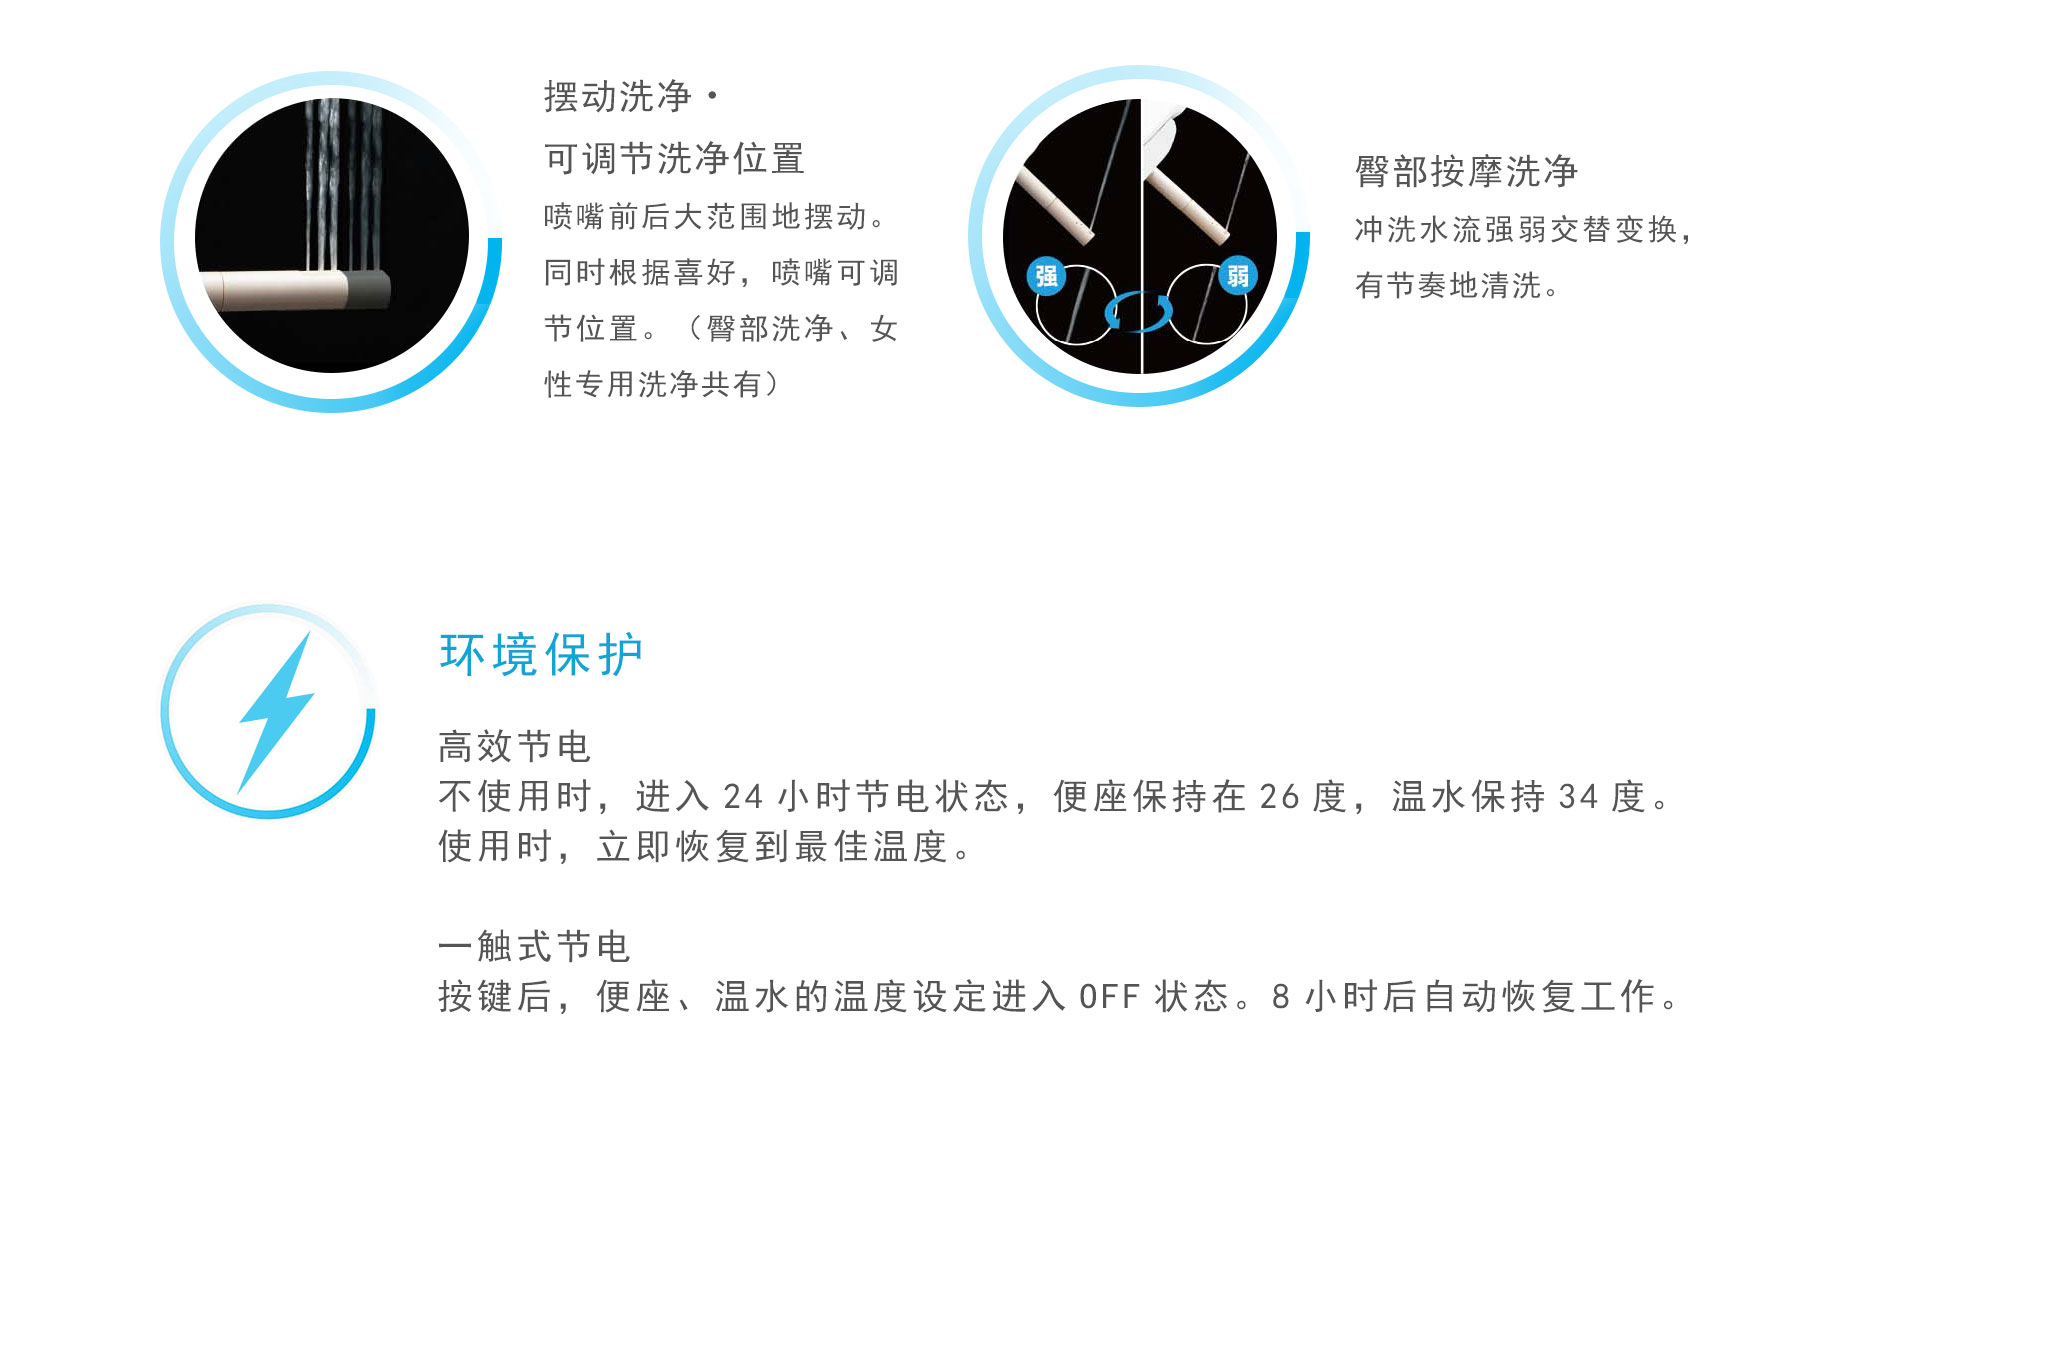 摆动洗净·
可调节洗净位置
喷嘴前后大范围地摆动。
同时根据喜好，喷嘴可调
节位置。（臀部洗净、女
性专用洗净共有）
强
弱
臀部按摩洗净
冲洗水流强弱交替变换，
有节奏地清洗。
环境保护
高效节电
不使用时，进入 24 小时节电状态，便座保持在 26 度，温水保持 34 度。
使用时，立即恢复到最佳温度。
一触式节电
按键后，便座、温水的温度设定进入 OFF 状态。8 小时后自动恢复工作。